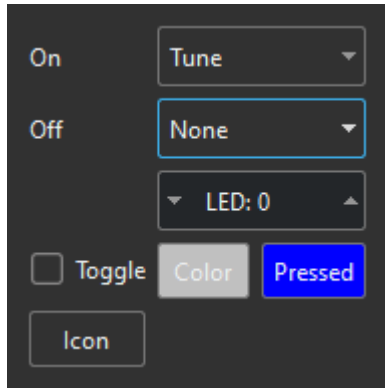 On Tune
Off None
LED: 0
Toggle Color Pressed
Icon